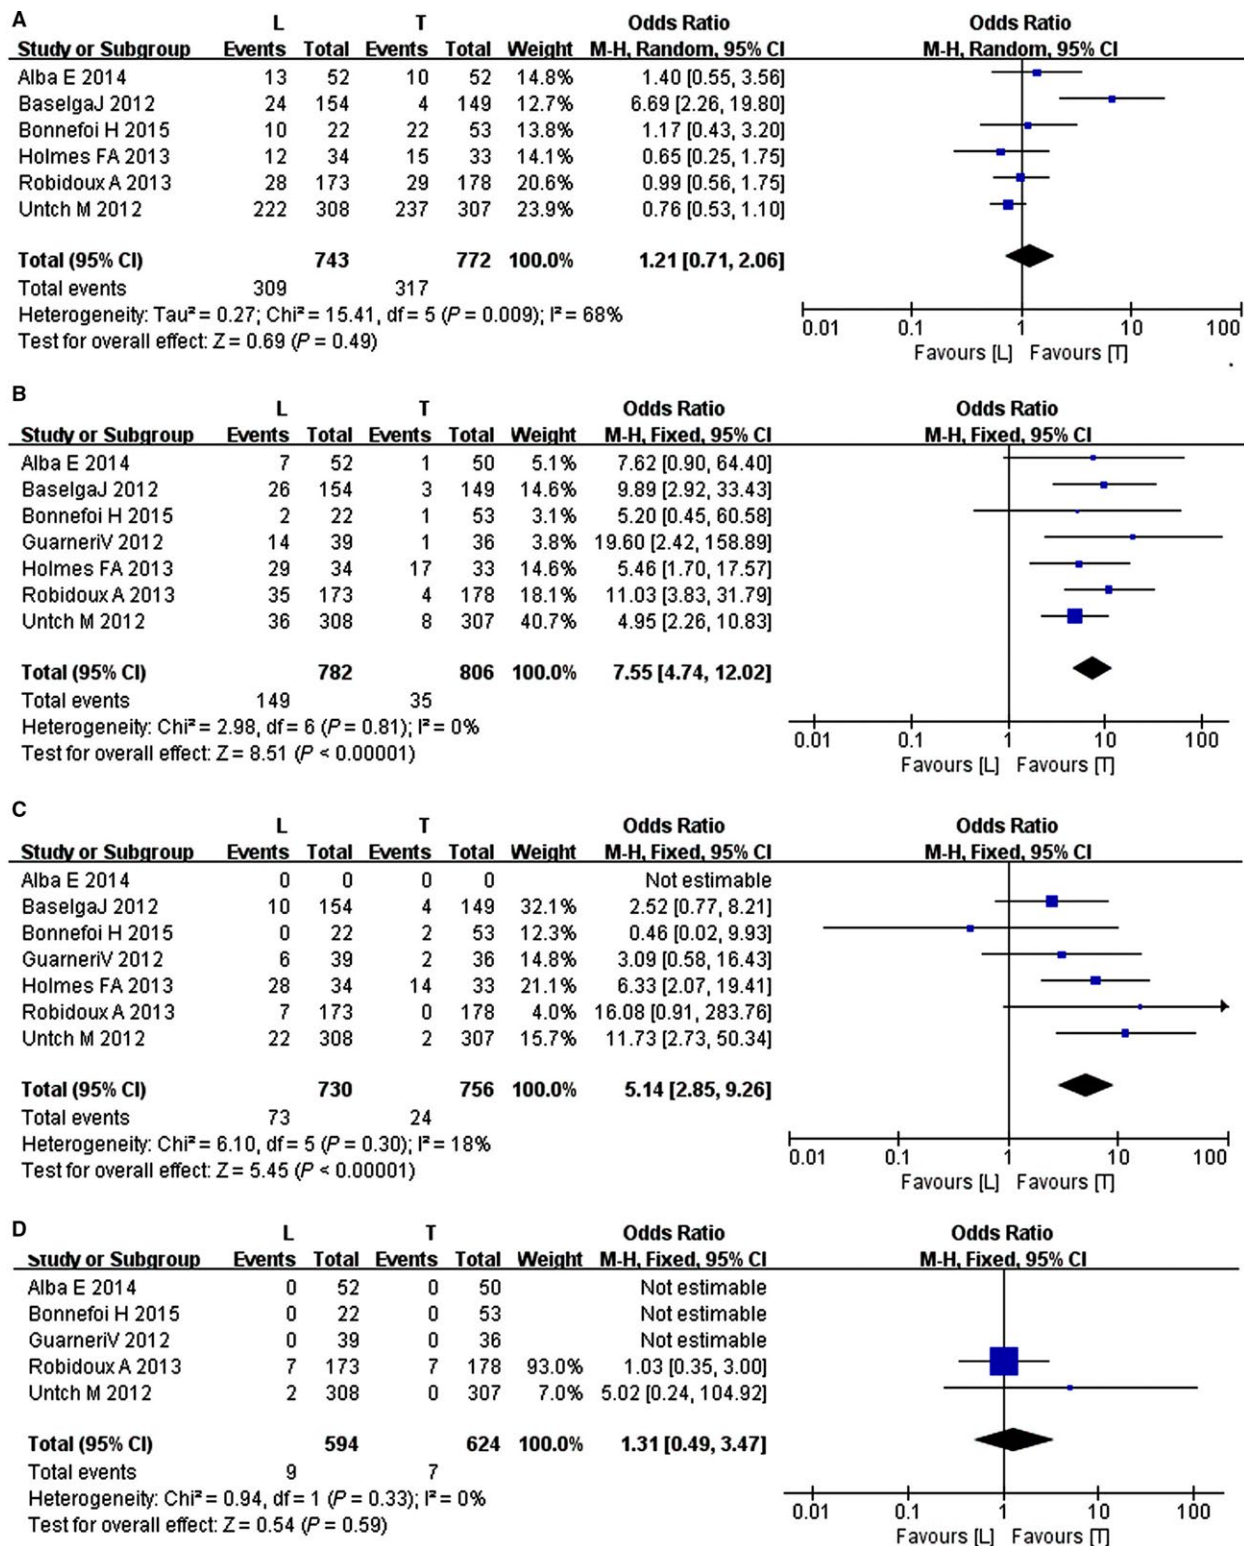 A
L T Odds Ratio Odds Ratio
Study or Subgroup Events Total Events Total Weight M-H, Random, 95% CI M-H, Random, 95% CI
Alba E 2014 13 52 10 52 14.8% 1.40 [0.55, 3.56]
BaselgaJ 2012 24 154 4 149 12.7% 6.69 [2.26, 19.80]
Bonnefoi H 2015 10 22 22 53 13.8% 1.17 [0.43, 3.20]
Holmes FA 2013 12 34 15 33 14.1% 0.65 [0.25, 1.75]
Robidoux A 2013 28 173 29 178 20.6% 0.99 [0.56, 1.75]
Untch M 2012 222 308 237 307 23.9% 0.76 [0.53, 1.10]
Total (95% CI) 743 772 100.0% 1.21 [0.71, 2.06]
Total events 309 317
Heterogeneity: Tau² = 0.27; Chi² = 15.41, df = 5 (P = 0.009); I² = 68%
Test for overall effect: Z = 0.69 (P = 0.49)
0.01 0.1 1 10 100
Favours [L] Favours [T]
B
L T Odds Ratio Odds Ratio
Study or Subgroup Events Total Events Total Weight M-H, Fixed, 95% CI M-H, Fixed, 95% CI
Alba E 2014 7 52 1 50 5.1% 7.62 [0.90, 64.40]
BaselgaJ 2012 26 154 3 149 14.6% 9.89 [2.92, 33.43]
Bonnefoi H 2015 2 22 1 53 3.1% 5.20 [0.45, 60.58]
GuarneriV 2012 14 39 1 36 3.8% 19.60 [2.42, 158.89]
Holmes FA 2013 29 34 17 33 14.6% 5.46 [1.70, 17.57]
Robidoux A 2013 35 173 4 178 18.1% 11.03 [3.83, 31.79]
Untch M 2012 36 308 8 307 40.7% 4.95 [2.26, 10.83]
Total (95% CI) 782 806 100.0% 7.55 [4.74, 12.02]
Total events 149 35
Heterogeneity: Chi² = 2.98, df = 6 (P = 0.81); I² = 0%
Test for overall effect: Z = 8.51 (P < 0.00001)
0.01 0.1 1 10 100
Favours [L] Favours [T]
C
L T Odds Ratio Odds Ratio
Study or Subgroup Events Total Events Total Weight M-H, Fixed, 95% CI M-H, Fixed, 95% CI
Alba E 2014 0 0 0 0 Not estimable
BaselgaJ 2012 10 154 4 149 32.1% 2.52 [0.77, 8.21]
Bonnefoi H 2015 0 22 2 53 12.3% 0.46 [0.02, 9.93]
GuarneriV 2012 6 39 2 36 14.8% 3.09 [0.58, 16.43]
Holmes FA 2013 28 34 14 33 21.1% 6.33 [2.07, 19.41]
Robidoux A 2013 7 173 0 178 4.0% 16.08 [0.91, 283.76]
Untch M 2012 22 308 2 307 15.7% 11.73 [2.73, 50.34]
Total (95% CI) 730 756 100.0% 5.14 [2.85, 9.26]
Total events 73 24
Heterogeneity: Chi² = 6.10, df = 5 (P = 0.30); I² = 18%
Test for overall effect: Z = 5.45 (P < 0.00001)
0.01 0.1 1 10 100
Favours [L] Favours [T]
D
L T Odds Ratio Odds Ratio
Study or Subgroup Events Total Events Total Weight M-H, Fixed, 95% CI M-H, Fixed, 95% CI
Alba E 2014 0 52 0 50 Not estimable
Bonnefoi H 2015 0 22 0 53 Not estimable
GuarneriV 2012 0 39 0 36 Not estimable
Robidoux A 2013 7 173 7 178 93.0% 1.03 [0.35, 3.00]
Untch M 2012 2 308 0 307 7.0% 5.02 [0.24, 104.92]
Total (95% CI) 594 624 100.0% 1.31 [0.49, 3.47]
Total events 9 7
Heterogeneity: Chi² = 0.94, df = 1 (P = 0.33); I² = 0%
Test for overall effect: Z = 0.54 (P = 0.59)
0.01 0.1 1 10 100
Favours [L] Favours [T]